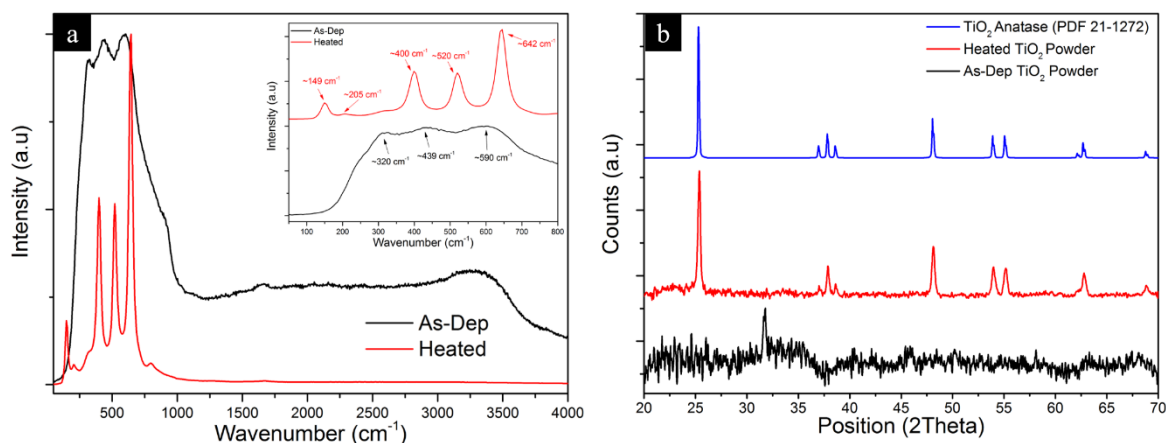 a
Intensity (a.u)
As-Dep
Heated
50
500
1000
1500
2000
2500
3000
3500
4000
Wavenumber (cm-1)
As-Dep
Heated
Intensity (a.u)
~149 cm-1
~205 cm-1
~400 cm-1
~520 cm-1
~642 cm-1
~320 cm-1
~439 cm-1
~590 cm-1
100
200
300
400
500
600
700
800
Wavenumber (cm-1)
b
Counts (a.u)
TiO2 Anatase (PDF 21-1272)
Heated TiO2 Powder
As-Dep TiO2 Powder
20
25
30
35
40
45
50
55
60
65
70
Position (2Theta)